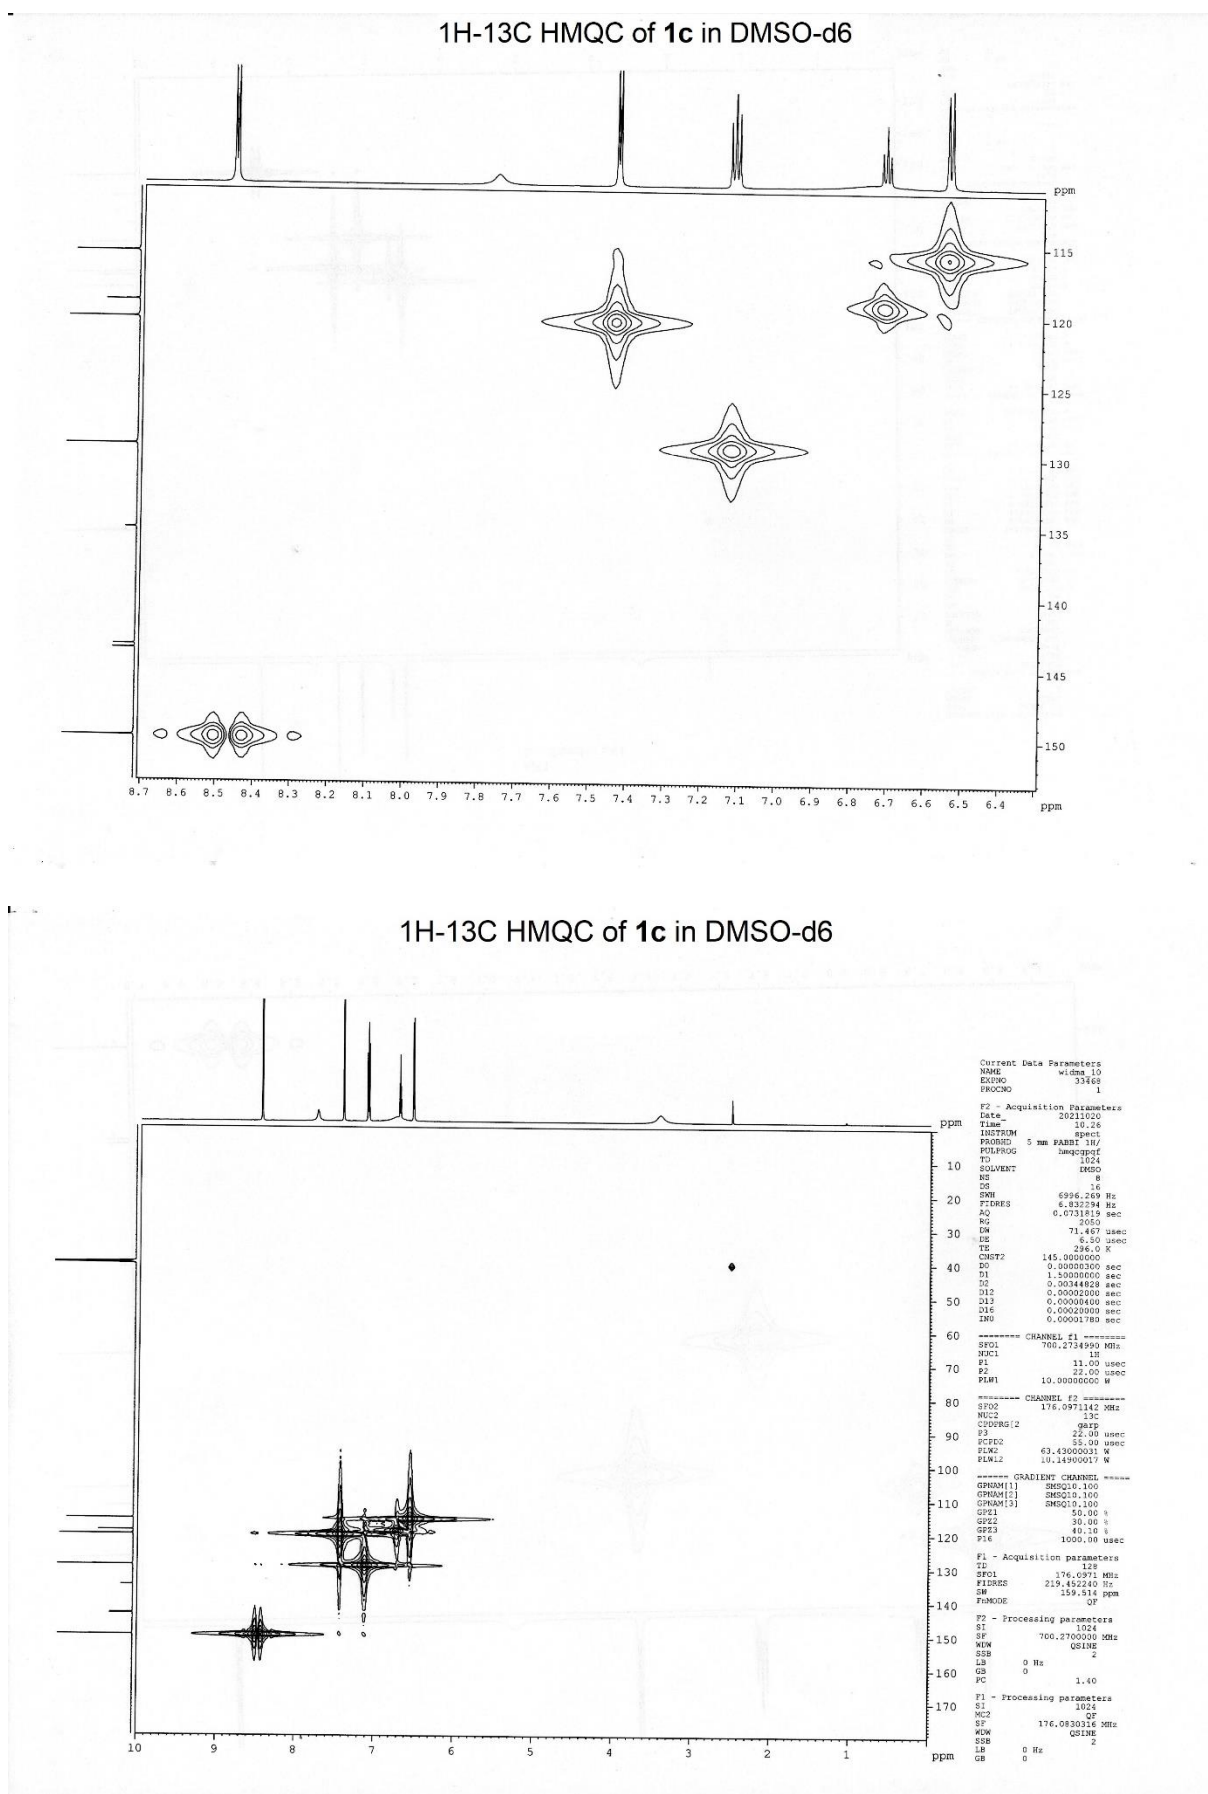 1H-13C HMQC of 1c in DMSO-d6
ppm
115
120
125
130
135
140
145
150
8.7 8.6 8.5 8.4 8.3 8.2 8.1 8.0 7.9 7.8 7.7 7.6 7.5 7.4 7.3 7.2 7.1 7.0 6.9 6.8 6.7 6.6 6.5 6.4 ppm
1H-13C HMQC of 1c in DMSO-d6
ppm
10
20
30
40
50
60
70
80
90
100
110
120
130
140
150
160
170
10 9 8 7 6 5 4 3 2 1 ppm
Current Data Parameters
NAME widma_10
EXPNO 33468
PROCNO 1
F2 - Acquisition Parameters
Date_ 20211020
Time 10.26
INSTRUM spect
PROBHD 5 mm PABBI 1H/
PULPROG hmqcgpqf
TD 1024
SOLVENT DMSO
NS 8
DS 16
SWH 6996.269 Hz
FIDRES 6.832294 Hz
AQ 0.0731819 sec
RG 2050
DW 71.467 usec
DE 6.50 usec
TE 296.0 K
CNST2 145.0000000
D0 0.00000300 sec
D1 1.50000000 sec
D2 0.00344828 sec
D12 0.00002000 sec
D13 0.00000400 sec
D16 0.00020000 sec
IN0 0.00001780 sec
======== CHANNEL f1 ========
SFO1 700.2734990 MHz
NUC1 1H
P1 11.00 usec
P2 22.00 usec
PLW1 10.00000000 W
======== CHANNEL f2 ========
SFO2 176.0971142 MHz
NUC2 13C
CPDPRG[2 garp
P3 22.00 usec
PCPD2 55.00 usec
PLW2 63.43000031 W
PLW12 10.14900017 W
====== GRADIENT CHANNEL =====
GPNAM[1] SMSQ10.100
GPNAM[2] SMSQ10.100
GPNAM[3] SMSQ10.100
GPZ1 50.00 %
GPZ2 30.00 %
GPZ3 40.10 %
P16 1000.00 usec
F1 - Acquisition parameters
TD 128
SFO1 176.0971 MHz
FIDRES 219.452240 Hz
SW 159.514 ppm
FnMODE QF
F2 - Processing parameters
SI 1024
SF 700.2700000 MHz
WDW QSINE
SSB 2
LB 0 Hz
GB 0
PC 1.40
F1 - Processing parameters
SI 1024
MC2 QF
SF 176.0830316 MHz
WDW QSINE
SSB 2
LB 0 Hz
GB 0